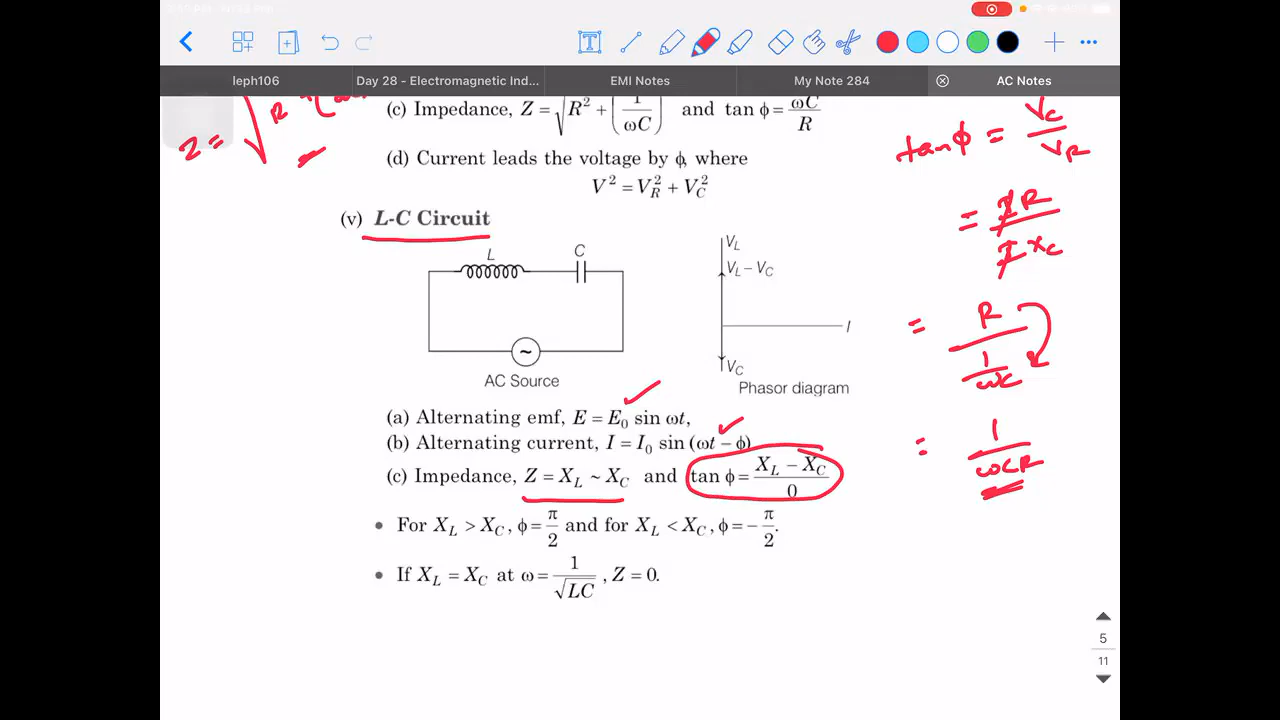 leph106
Day 28 - Electromagnetic Ind...
EMI Notes
My Note 284
AC Notes
(c) Impedance, Z = √R² + (1/ωC) and tan ϕ = ωC/R
Z = √R
(d) Current leads the voltage by ϕ, where
V² = V_R² + V_C²
(v) L-C Circuit
L
C
AC Source
V_L
V_L – V_C
I
V_C
Phasor diagram
(a) Alternating emf, E = E₀ sin ωt,
(b) Alternating current, I = I₀ sin (ωt – ϕ)
(c) Impedance, Z = X_L ~ X_C and tan ϕ = X_L – X_C/0
• For X_L > X_C, ϕ = π/2 and for X_L < X_C, ϕ = – π/2.
• If X_L = X_C at ω = 1/√LC, Z = 0.
tan ϕ = V_C/V_R
= IR/I X_C
= R/(1/ωC)
= 1/ωCR
5
11